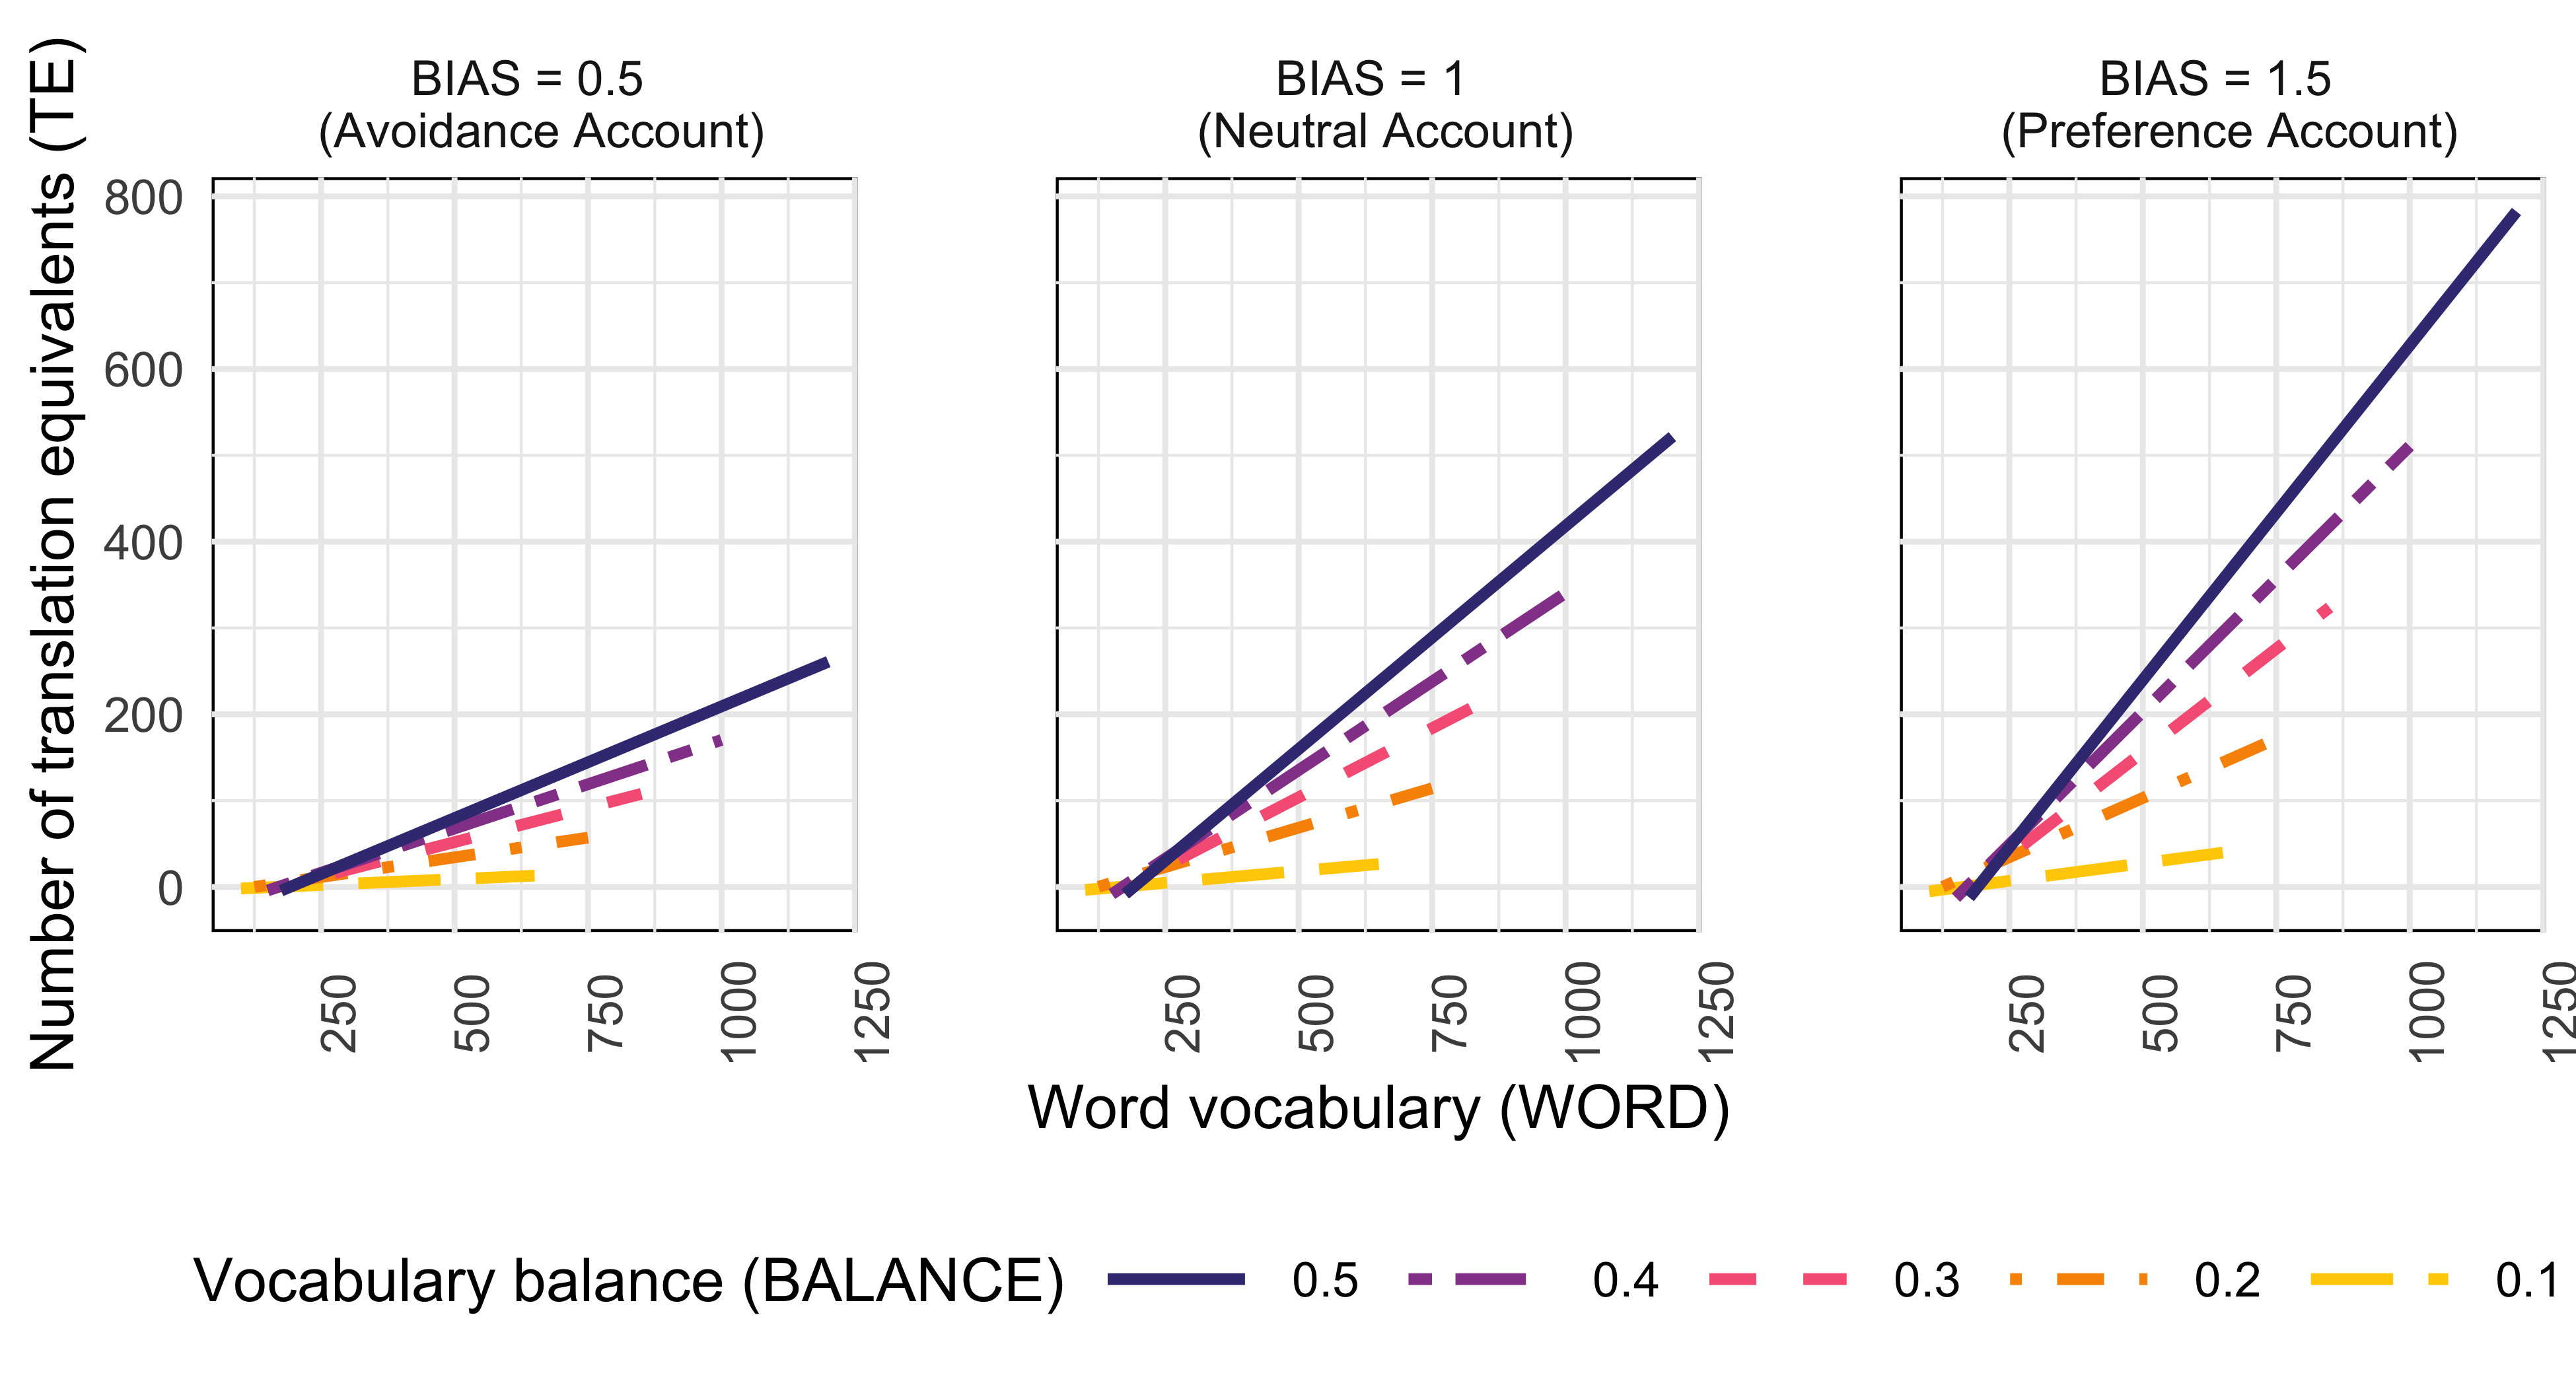 Number of translation equivalents (TE)
BIAS = 0.5
(Avoidance Account)
BIAS = 1
(Neutral Account)
BIAS = 1.5
(Preference Account)
800
600
400
200
0
250 500 750 1000 1250
250 500 750 1000 1250
250 500 750 1000 1250
Word vocabulary (WORD)
Vocabulary balance (BALANCE) 0.5 0.4 0.3 0.2 0.1